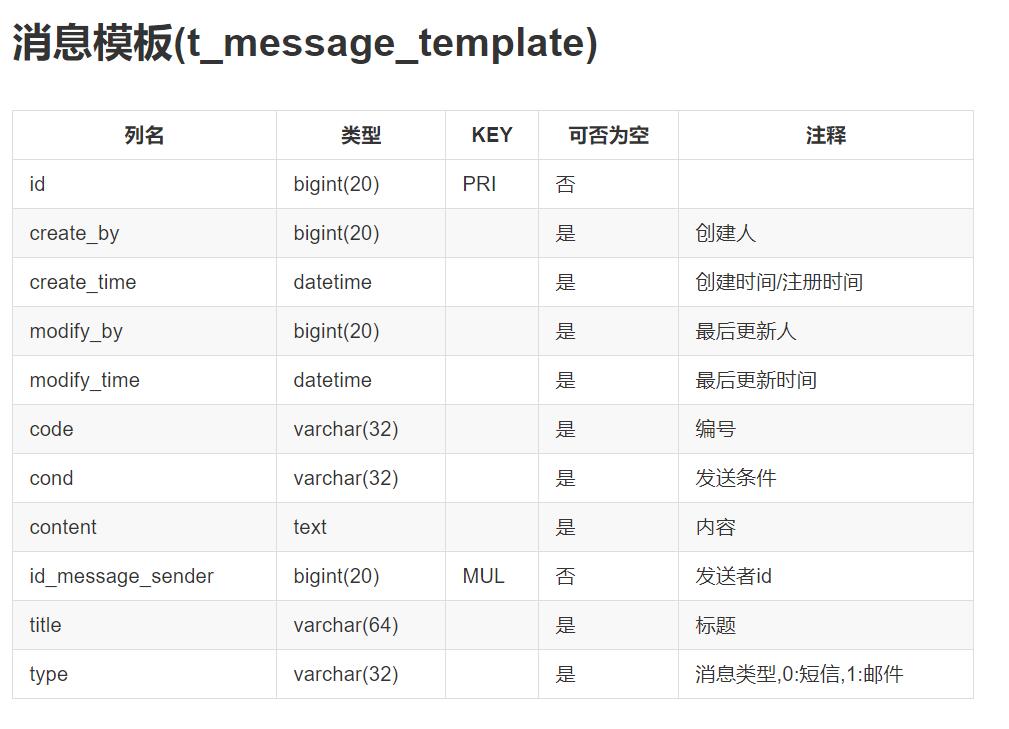 消息模板(t_message_template)
列名 类型 KEY 可否为空 注释
id bigint(20) PRI 否
create_by bigint(20) 是 创建人
create_time datetime 是 创建时间/注册时间
modify_by bigint(20) 是 最后更新人
modify_time datetime 是 最后更新时间
code varchar(32) 是 编号
cond varchar(32) 是 发送条件
content text 是 内容
id_message_sender bigint(20) MUL 否 发送者id
title varchar(64) 是 标题
type varchar(32) 是 消息类型,0:短信,1:邮件